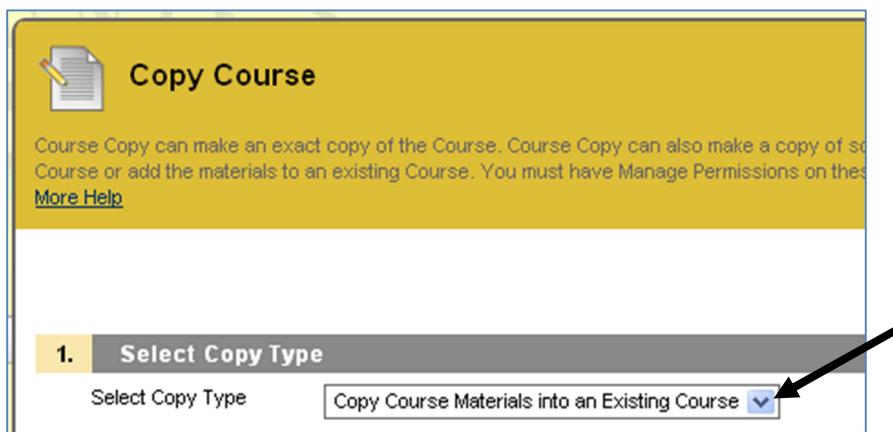 Copy Course
Course Copy can make an exact copy of the Course. Course Copy can also make a copy of
Course or add the materials to an existing Course. You must have Manage Permissions on
More Help
1. Select Copy Type
Select Copy Type Copy Course Materials into an Existing Course